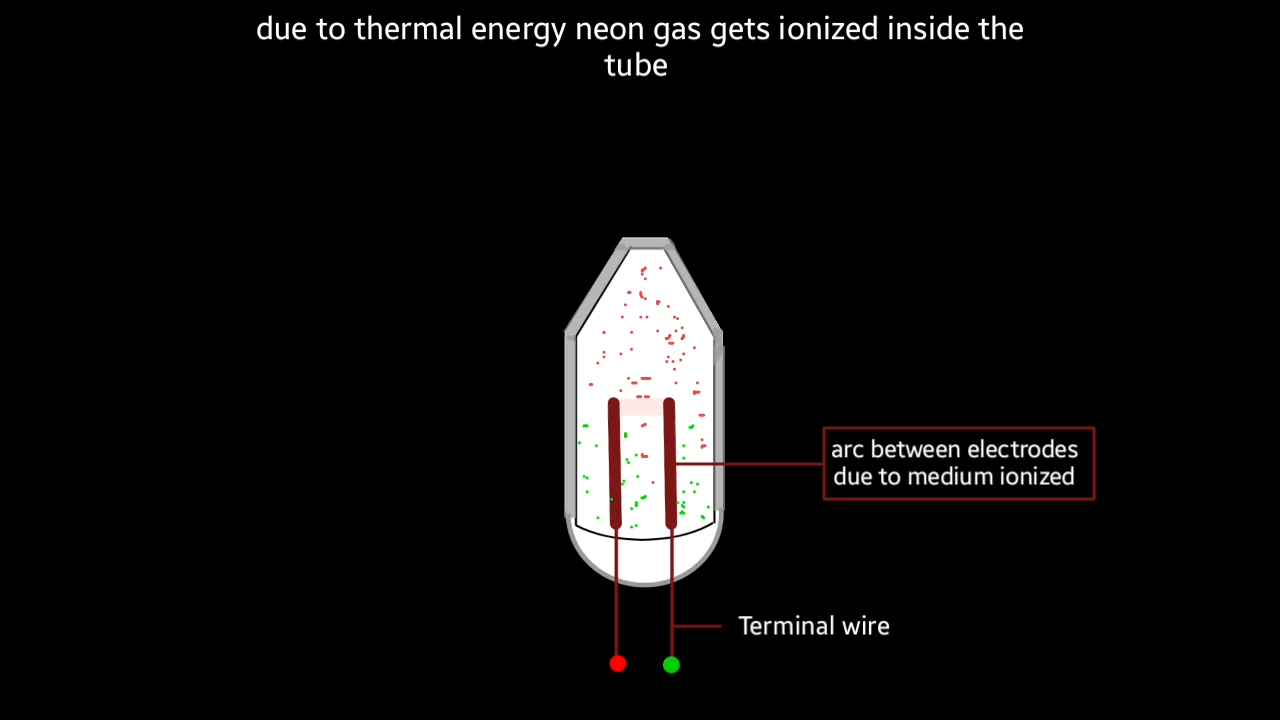 due to thermal energy neon gas gets ionized inside the
tube
arc between electrodes
due to medium ionized
Terminal wire